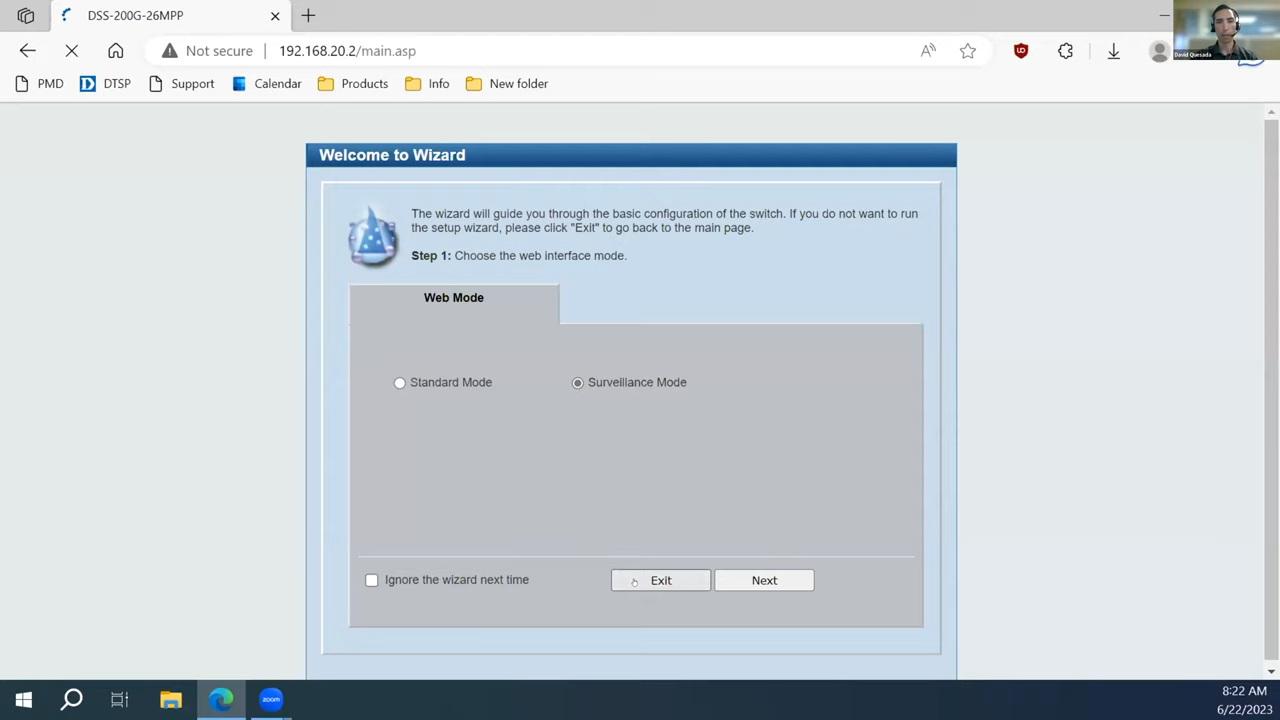 DSS-200G-26MPP
Not secure
192.168.20.2/main.asp
PMD
DTSP
Support
Calendar
Products
Info
New folder
David Quesada
Welcome to Wizard
The wizard will guide you through the basic configuration of the switch. If you do not want to run
the setup wizard, please click "Exit" to go back to the main page.
Step 1: Choose the web interface mode.
Web Mode
Standard Mode
Surveillance Mode
Ignore the wizard next time
Exit
Next
zoom
8:22 AM
6/22/2023